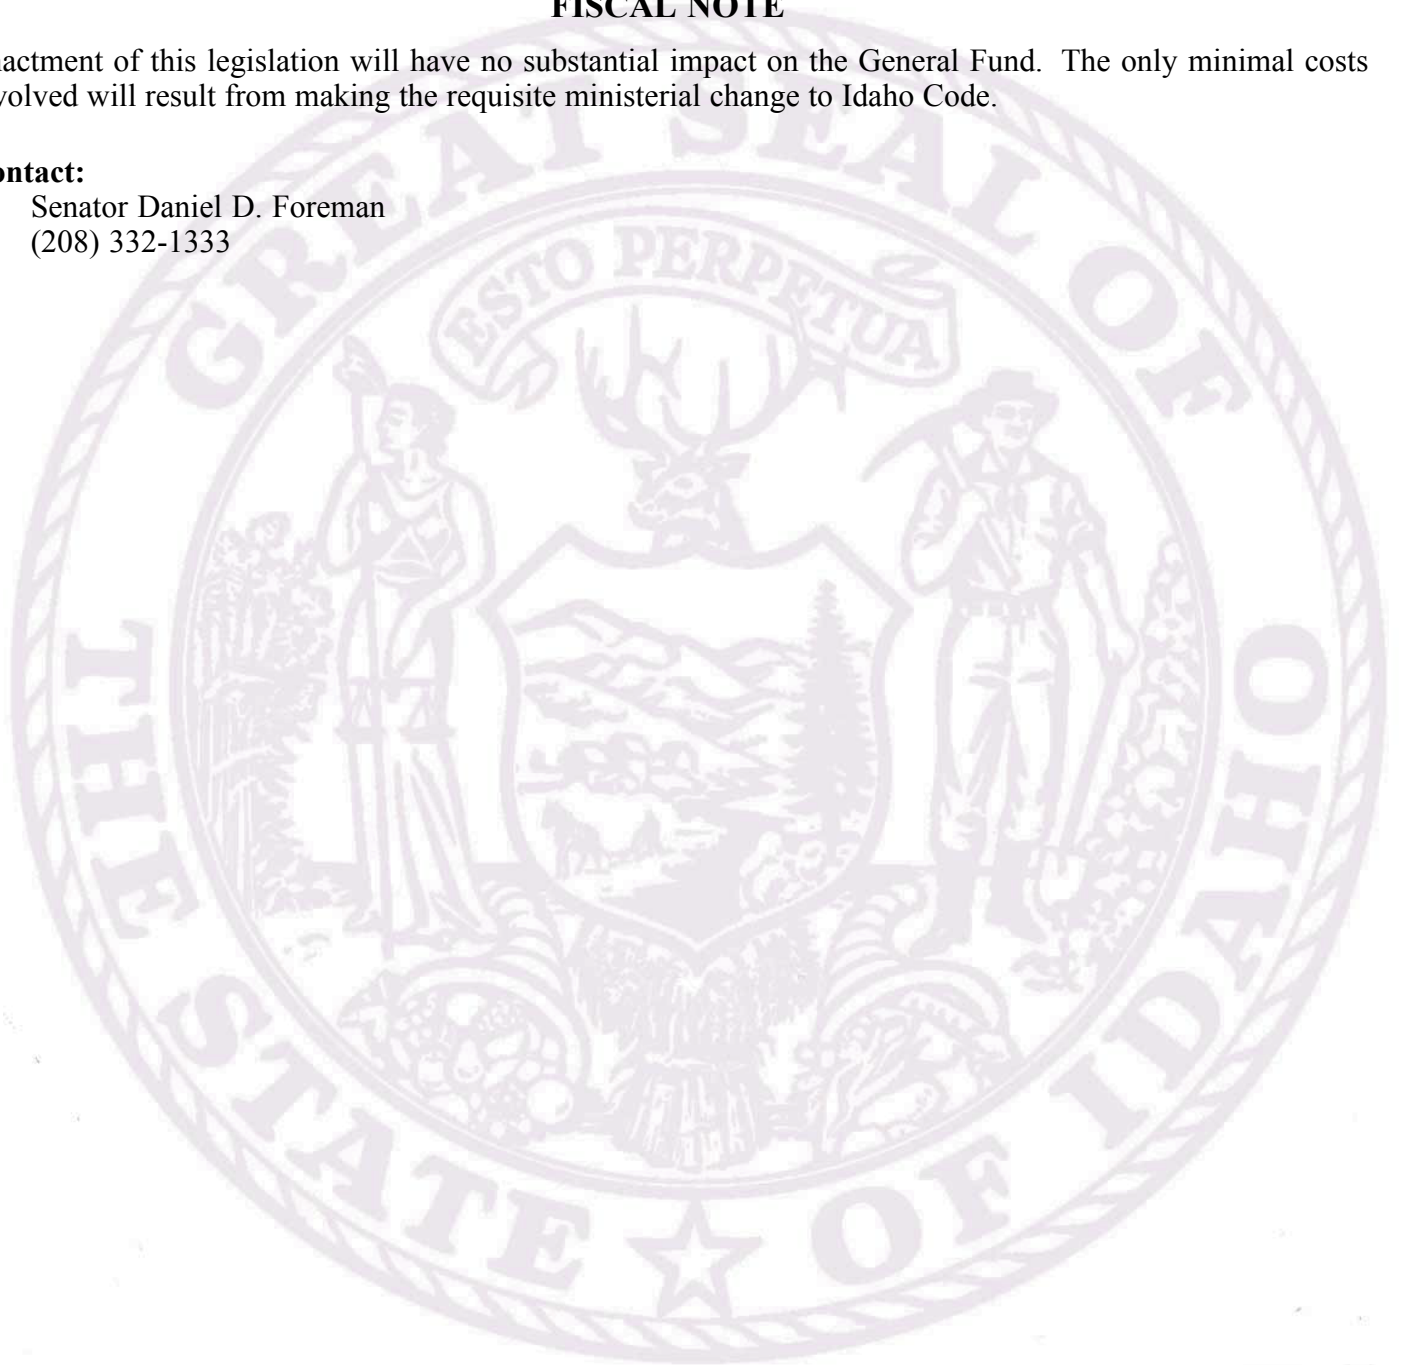 FISCAL NOTE
nactment of this legislation will have no substantial impact on the General Fund. The only minimal costs
volved will result from making the requisite ministerial change to Idaho Code.
ontact:
Senator Daniel D. Foreman
(208) 332-1333
GREAT SEAL OF
THE STATE OF IDAHO
ESTO PERPETUA